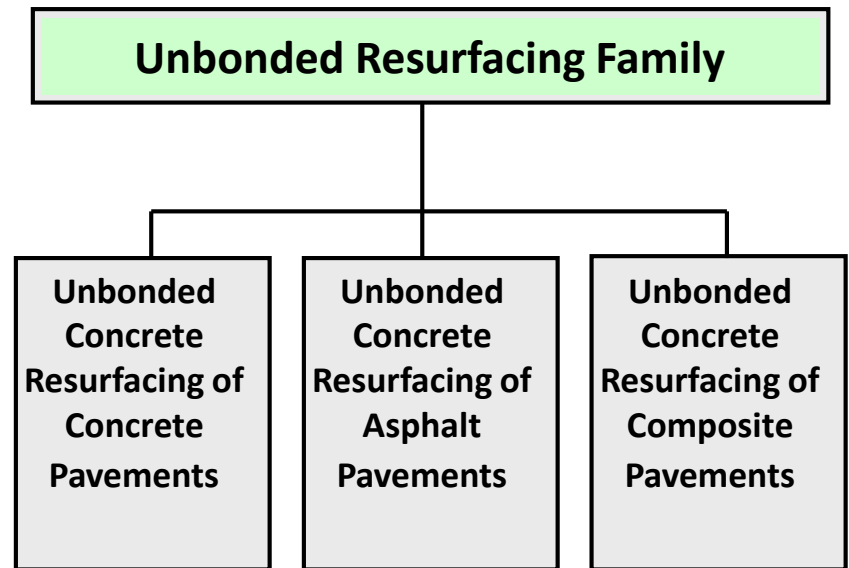 Unbonded Resurfacing Family
Unbonded
Concrete
Resurfacing of
Concrete
Pavements
Unbonded
Concrete
Resurfacing of
Asphalt
Pavements
Unbonded
Concrete
Resurfacing of
Composite
Pavements